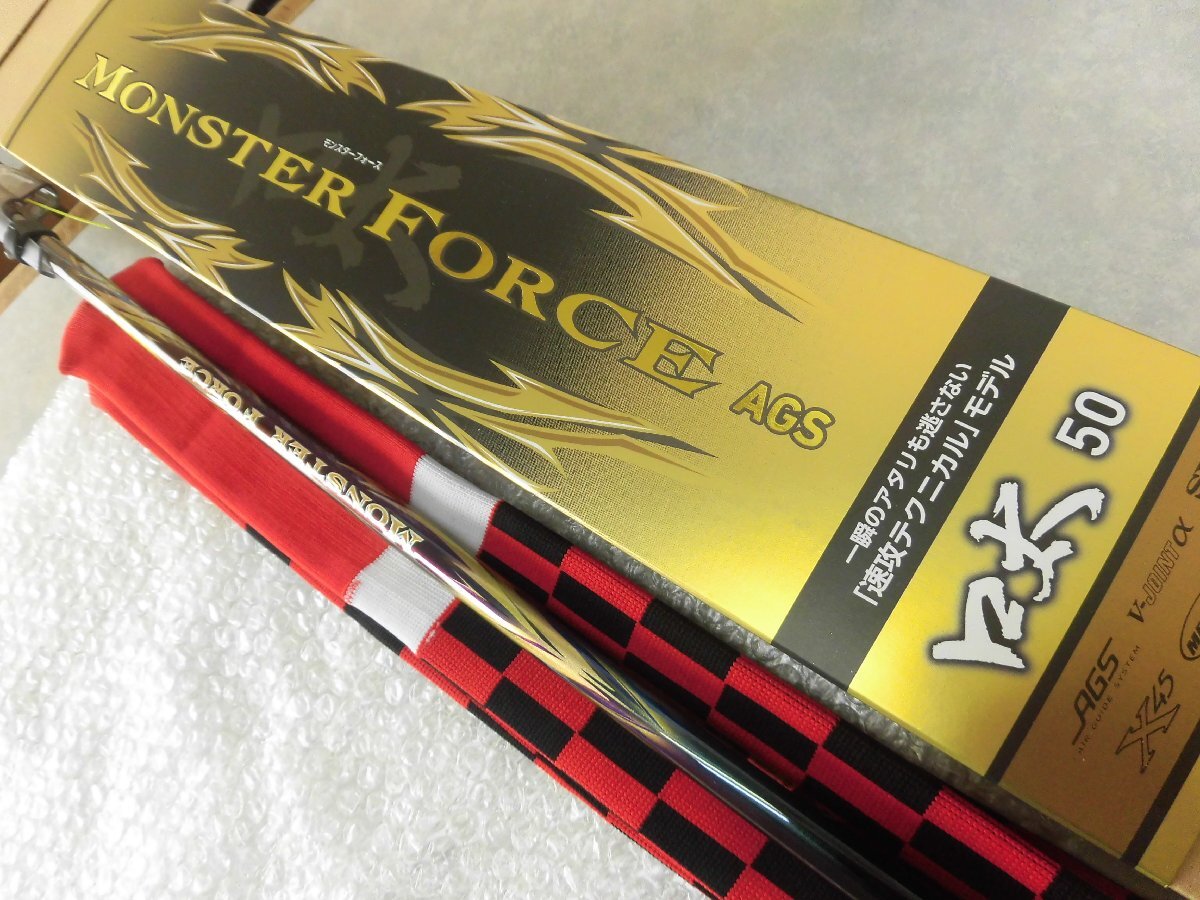 MONSTER FORCE AGS
モンスターフォース
一瞬のアタリも逃さない
「速攻テクニカル」モデル
50
AGS
AIR GUIDE SYSTEM
V-JOINT α
X45
MONSTER FORCE